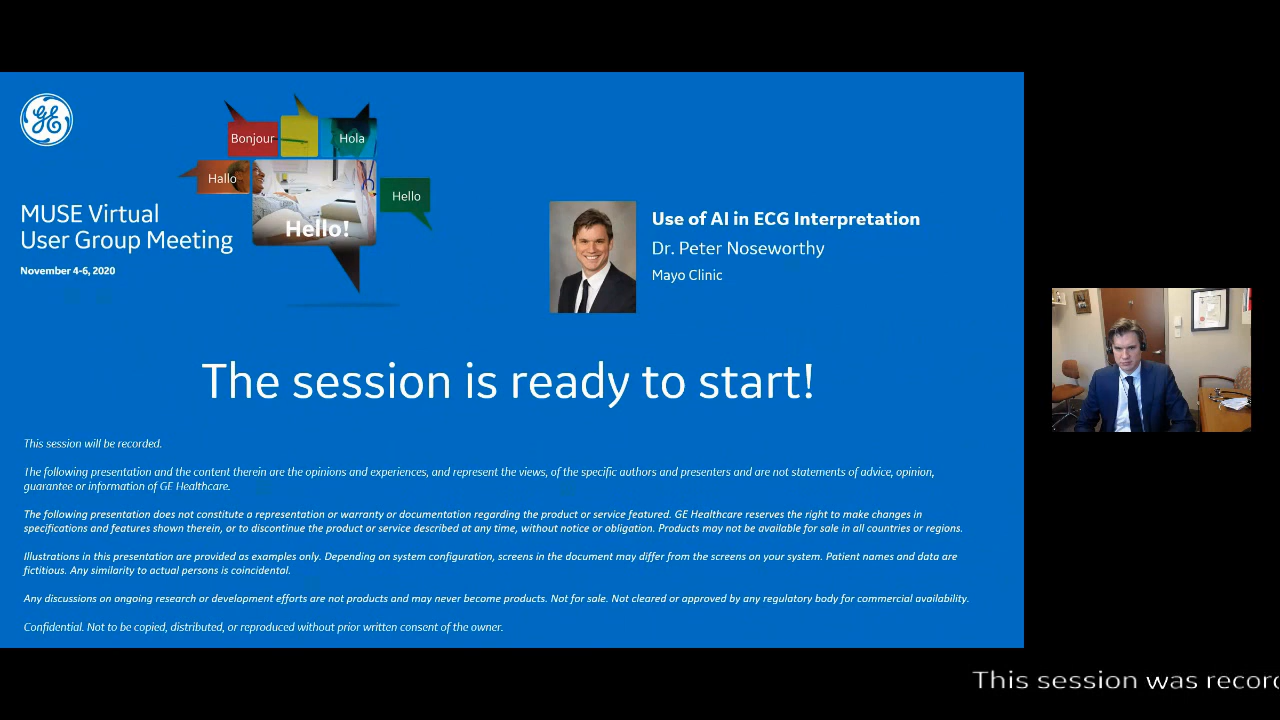 GE
Bonjour
Hola
Hallo
Hello
Hello!
MUSE Virtual
User Group Meeting
November 4-6, 2020
Use of AI in ECG Interpretation
Dr. Peter Noseworthy
Mayo Clinic
The session is ready to start!
This session will be recorded.
The following presentation and the content therein are the opinions and experiences, and represent the views, of the specific authors and presenters and are not statements of advice, opinion,
guarantee or information of GE Healthcare.
The following presentation does not constitute a representation or warranty or documentation regarding the product or service featured. GE Healthcare reserves the right to make changes in
specifications and features shown therein, or to discontinue the product or service described at any time, without notice or obligation. Products may not be available for sale in all countries or regions.
Illustrations in this presentation are provided as examples only. Depending on system configuration, screens in the document may differ from the screens on your system. Patient names and data are
fictitious. Any similarity to actual persons is coincidental.
Any discussions on ongoing research or development efforts are not products and may never become products. Not for sale. Not cleared or approved by any regulatory body for commercial availability.
Confidential. Not to be copied, distributed, or reproduced without prior written consent of the owner.
This session was recor